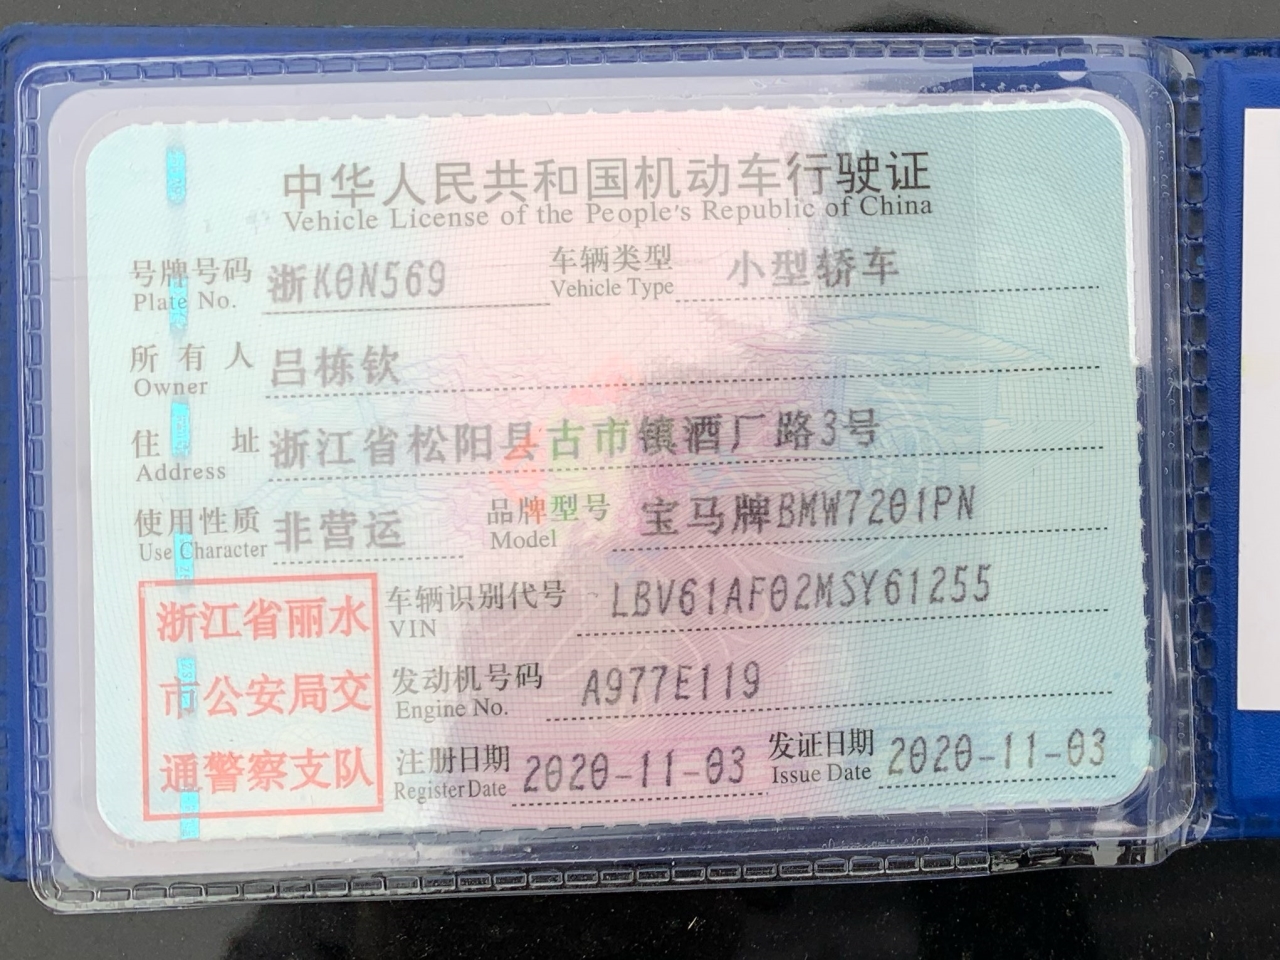 中华人民共和国机动车行驶证
Vehicle License of the People's Republic of China
号牌号码 浙K0N569 车辆类型 小型轿车
Plate No. Vehicle Type
所有人 吕栋钦
Owner
住址 浙江省松阳县古市镇酒厂路3号
Address
使用性质 非营运 品牌型号 宝马牌BMW7201PN
Use Character Model
浙江省丽水
市公安局交
通警察支队
车辆识别代号 LBV61AF02MSY61255
VIN
发动机号码 A977E119
Engine No.
注册日期 2020-11-03 发证日期 2020-11-03
Register Date Issue Date